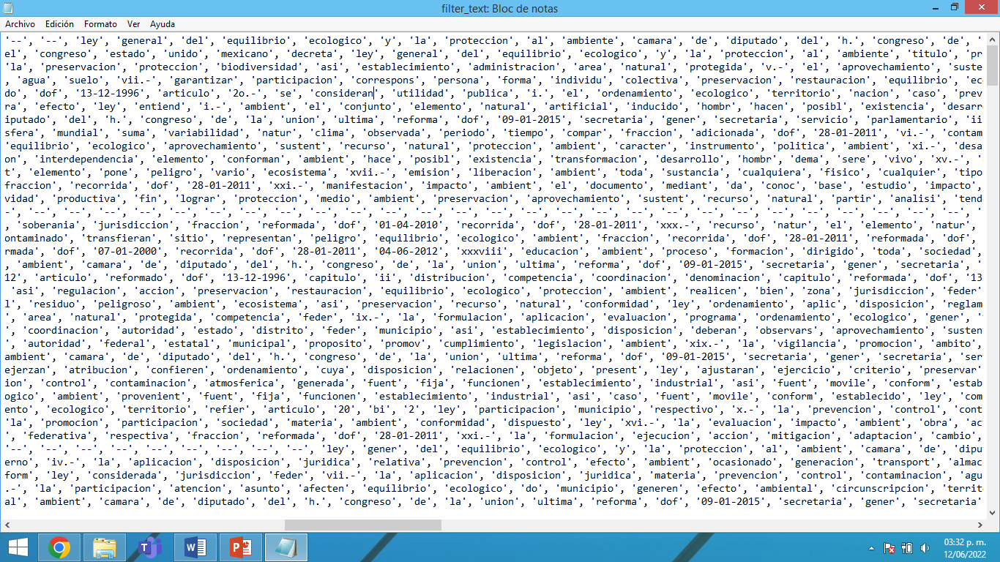 filter_text: Bloc de notas
Archivo Edición Formato Ver Ayuda
'--', '--', 'ley', 'general', 'del', 'equilibrio', 'ecologico', 'y', 'la', 'proteccion', 'al', 'ambiente', 'camara', 'de', 'diputado', 'del', 'h.', 'congreso', 'de', '
el', 'congreso', 'estado', 'unido', 'mexicano', 'decreta', 'ley', 'general', 'del', 'equilibrio', 'ecologico', 'y', 'la', 'proteccion', 'al', 'ambiente', 'titulo', 'pr
'la', 'preservacion', 'proteccion', 'biodiversidad', 'asi', 'establecimiento', 'administracion', 'area', 'natural', 'protegida', 'v.-', 'el', 'aprovechamiento', 'suste
, 'agua', 'suelo', 'vii.-', 'garantizar', 'participacion', 'correspons', 'persona', 'forma', 'individu', 'colectiva', 'preservacion', 'restauracion', 'equilibrio', 'ec
do', 'dof', '13-12-1996', 'articulo', '2o.-', 'se', 'consideran', 'utilidad', 'publica', 'i.', 'el', 'ordenamiento', 'ecologico', 'territorio', 'nacion', 'caso', 'prev
ra', 'efecto', 'ley', 'entiend', 'i.-', 'ambient', 'el', 'conjunto', 'elemento', 'natural', 'artificial', 'inducido', 'hombr', 'hacen', 'posibl', 'existencia', 'desarr
iputado', 'del', 'h.', 'congreso', 'de', 'la', 'union', 'ultima', 'reforma', 'dof', '09-01-2015', 'secretaria', 'gener', 'secretaria', 'servicio', 'parlamentario', 'ii
sfera', 'mundial', 'suma', 'variabilidad', 'natur', 'clima', 'observada', 'periodo', 'tiempo', 'compar', 'fraccion', 'adicionada', 'dof', '28-01-2011', 'vi.-', 'contam
'equilibrio', 'ecologico', 'aprovechamiento', 'sustent', 'recurso', 'natural', 'proteccion', 'ambient', 'caracter', 'instrumento', 'politica', 'ambient', 'xi.-', 'desa
on', 'interdependencia', 'elemento', 'conforman', 'ambient', 'hace', 'posibl', 'existencia', 'transformacion', 'desarrollo', 'hombr', 'dema', 'sere', 'vivo', 'xv.-', '
t', 'elemento', 'pone', 'peligro', 'vario', 'ecosistema', 'xvii.-', 'emision', 'liberacion', 'ambient', 'toda', 'sustancia', 'cualquiera', 'fisico', 'cualquier', 'tipo
fraccion', 'recorrida', 'dof', '28-01-2011', 'xxi.-', 'manifestacion', 'impacto', 'ambient', 'el', 'documento', 'mediant', 'da', 'conoc', 'base', 'estudio', 'impacto',
vidad', 'productiva', 'fin', 'lograr', 'proteccion', 'medio', 'ambient', 'preservacion', 'aprovechamiento', 'sustent', 'recurso', 'natural', 'partir', 'analisi', 'tend
-', '--', '--', '--', '--', '--', '--', '--', '--', '--', '--', '--', '--', '--', '--', '--', '--', '--', '--', '--', '--', '--', '--', '--', '--', '--', '--', '--', '
, 'soberania', 'jurisdiccion', 'fraccion', 'reformada', 'dof', '01-04-2010', 'recorrida', 'dof', '28-01-2011', 'xxx.-', 'recurso', 'natur', 'el', 'elemento', 'natur',
ontaminado', 'transfieran', 'sitio', 'representan', 'peligro', 'equilibrio', 'ecologico', 'ambient', 'fraccion', 'recorrida', 'dof', '28-01-2011', 'reformada', 'dof',
rmada', 'dof', '07-01-2000', 'recorrida', 'dof', '28-01-2011', '04-06-2012', 'xxxviii', 'educacion', 'ambient', 'proceso', 'formacion', 'dirigido', 'toda', 'sociedad',
, 'ambient', 'camara', 'de', 'diputado', 'del', 'h.', 'congreso', 'de', 'la', 'union', 'ultima', 'reforma', 'dof', '09-01-2015', 'secretaria', 'gener', 'secretaria', '
12', 'articulo', 'reformado', 'dof', '13-12-1996', 'capitulo', 'ii', 'distribucion', 'competencia', 'coordinacion', 'denominacion', 'capitulo', 'reformada', 'dof', '13
'asi', 'regulacion', 'accion', 'preservacion', 'restauracion', 'equilibrio', 'ecologico', 'proteccion', 'ambient', 'realicen', 'bien', 'zona', 'jurisdiccion', 'feder'
l', 'residuo', 'peligroso', 'ambient', 'ecosistema', 'asi', 'preservacion', 'recurso', 'natural', 'conformidad', 'ley', 'ordenamiento', 'aplic', 'disposicion', 'reglam
, 'area', 'natural', 'protegida', 'competencia', 'feder', 'ix.-', 'la', 'formulacion', 'aplicacion', 'evaluacion', 'programa', 'ordenamiento', 'ecologico', 'gener', '
, 'coordinacion', 'autoridad', 'estado', 'distrito', 'feder', 'municipio', 'asi', 'establecimiento', 'disposicion', 'deberan', 'observars', 'aprovechamiento', 'susten
, 'autoridad', 'federal', 'estatal', 'municipal', 'proposito', 'promov', 'cumplimiento', 'legislacion', 'ambient', 'xix.-', 'la', 'vigilancia', 'promocion', 'ambito',
ambient', 'camara', 'de', 'diputado', 'del', 'h.', 'congreso', 'de', 'la', 'union', 'ultima', 'reforma', 'dof', '09-01-2015', 'secretaria', 'gener', 'secretaria', 'ser
ejerzan', 'atribucion', 'confieren', 'ordenamiento', 'cuya', 'disposicion', 'relacionen', 'objeto', 'present', 'ley', 'ajustaran', 'ejercicio', 'criterio', 'preservar'
ion', 'control', 'contaminacion', 'atmosferica', 'generada', 'fuent', 'fija', 'funcionen', 'establecimiento', 'industrial', 'asi', 'fuent', 'movile', 'conform', 'estab
ogico', 'ambient', 'provenient', 'fuent', 'fija', 'funcionen', 'establecimiento', 'industrial', 'asi', 'caso', 'fuent', 'movile', 'conform', 'establecido', 'ley', 'com
ento', 'ecologico', 'territorio', 'refier', 'articulo', '20', 'bi', '2', 'ley', 'participacion', 'municipio', 'respectivo', 'x.-', 'la', 'prevencion', 'control', 'cont
'la', 'promocion', 'participacion', 'sociedad', 'materia', 'ambient', 'conformidad', 'dispuesto', 'ley', 'xvi.-', 'la', 'evaluacion', 'impacto', 'ambient', 'obra', 'ac
, 'federativa', 'respectiva', 'fraccion', 'reformada', 'dof', '28-01-2011', 'xxi.-', 'la', 'formulacion', 'ejecucion', 'accion', 'mitigacion', 'adaptacion', 'cambio',
'--', '--', '--', '--', '--', '--', '--', '--', '--', 'ley', 'gener', 'del', 'equilibrio', 'ecologico', 'y', 'la', 'proteccion', 'al', 'ambient', 'camara', 'de', 'dipu
erno', 'iv.-', 'la', 'aplicacion', 'disposicion', 'juridica', 'relativa', 'prevencion', 'control', 'efecto', 'ambient', 'ocasionado', 'generacion', 'transport', 'almac
form', 'ley', 'considerada', 'jurisdiccion', 'feder', 'vii.-', 'la', 'aplicacion', 'disposicion', 'juridica', 'materia', 'prevencion', 'control', 'contaminacion', 'agu
.-', 'la', 'participacion', 'atencion', 'asunto', 'afecten', 'equilibrio', 'ecologico', 'do', 'municipio', 'generen', 'efecto', 'ambiental', 'circunscripcion', 'territ
al', 'ambient', 'camara', 'de', 'diputado', 'del', 'h.', 'congreso', 'de', 'la', 'union', 'ultima', 'reforma', 'dof', '09-01-2015', 'secretaria', 'gener', 'secretaria'
03:32 p. m.
12/06/2022